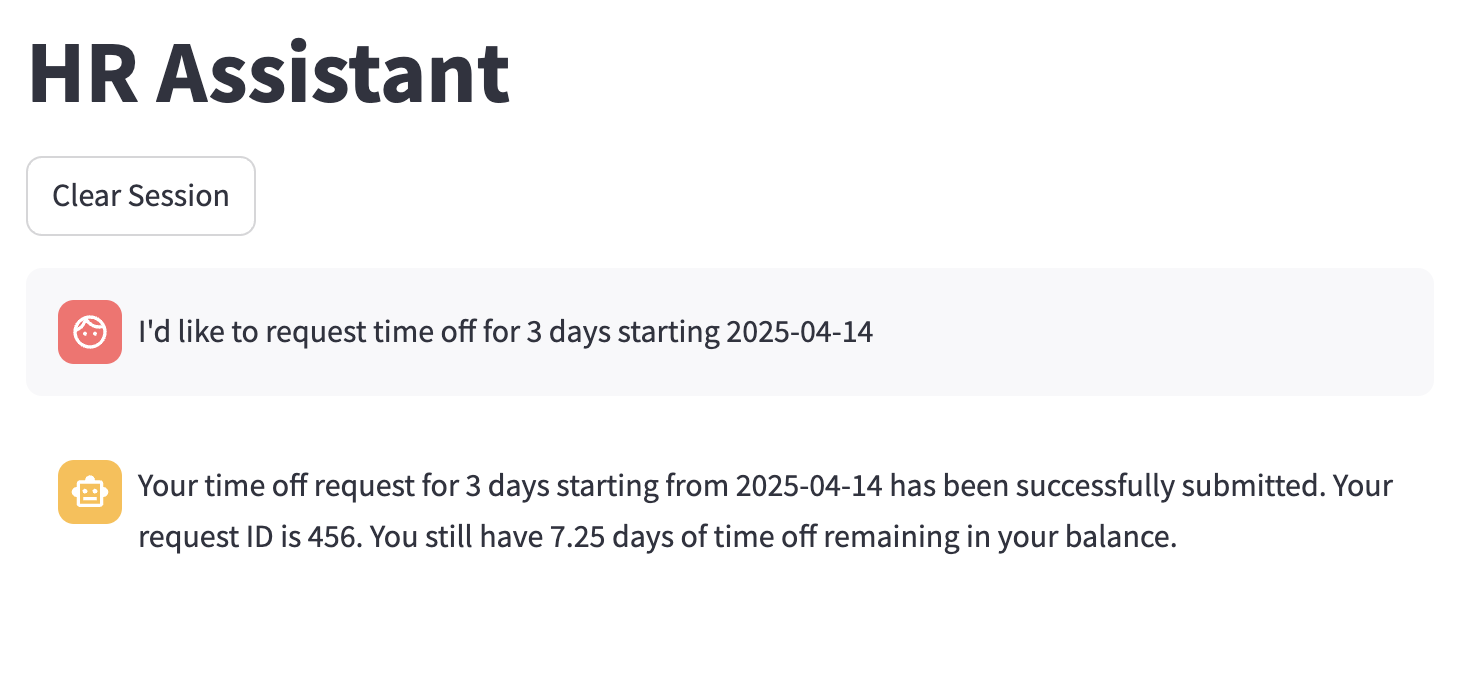 HR Assistant
Clear Session
I'd like to request time off for 3 days starting 2025-04-14
Your time off request for 3 days starting from 2025-04-14 has been successfully submitted. Your
request ID is 456. You still have 7.25 days of time off remaining in your balance.